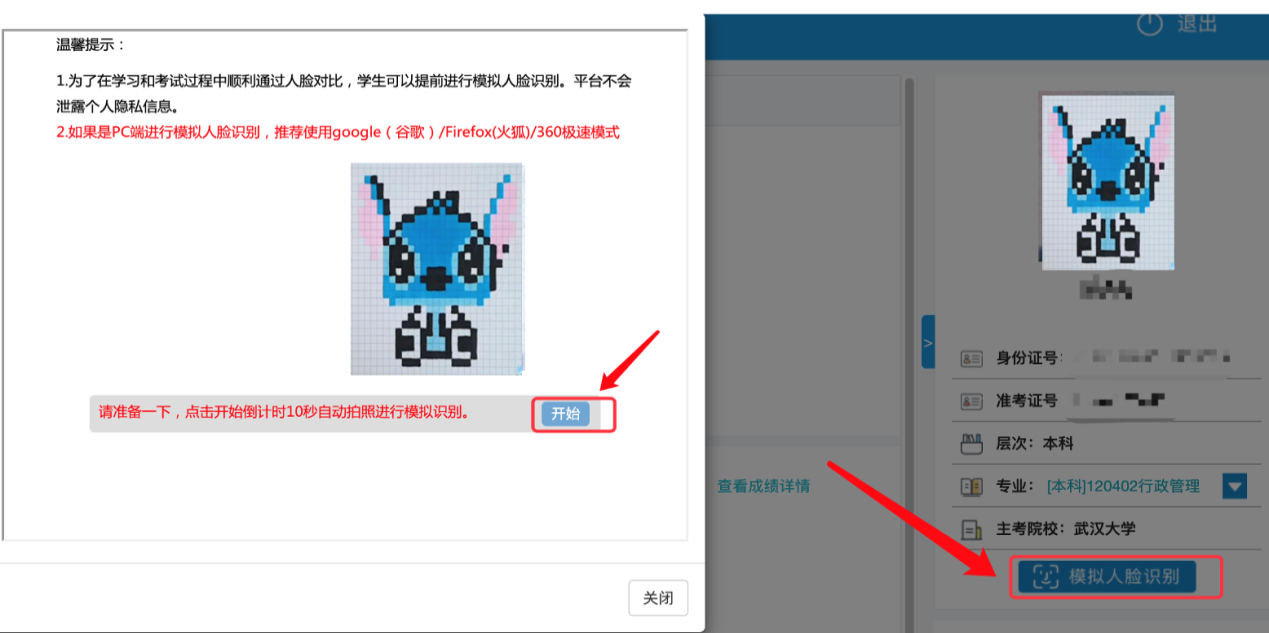 温馨提示：
1.为了在学习和考试过程中顺利通过人脸对比，学生可以提前进行模拟人脸识别。平台不会
泄露个人隐私信息。
2.如果是PC端进行模拟人脸识别，推荐使用google（谷歌）/Firefox(火狐)/360极速模式
请准备一下，点击开始倒计时10秒自动拍照进行模拟识别。
开始
关闭
退出
查看成绩详情
>
身份证号:
准考证号
层次：本科
专业： [本科]120402行政管理
主考院校：武汉大学
模拟人脸识别